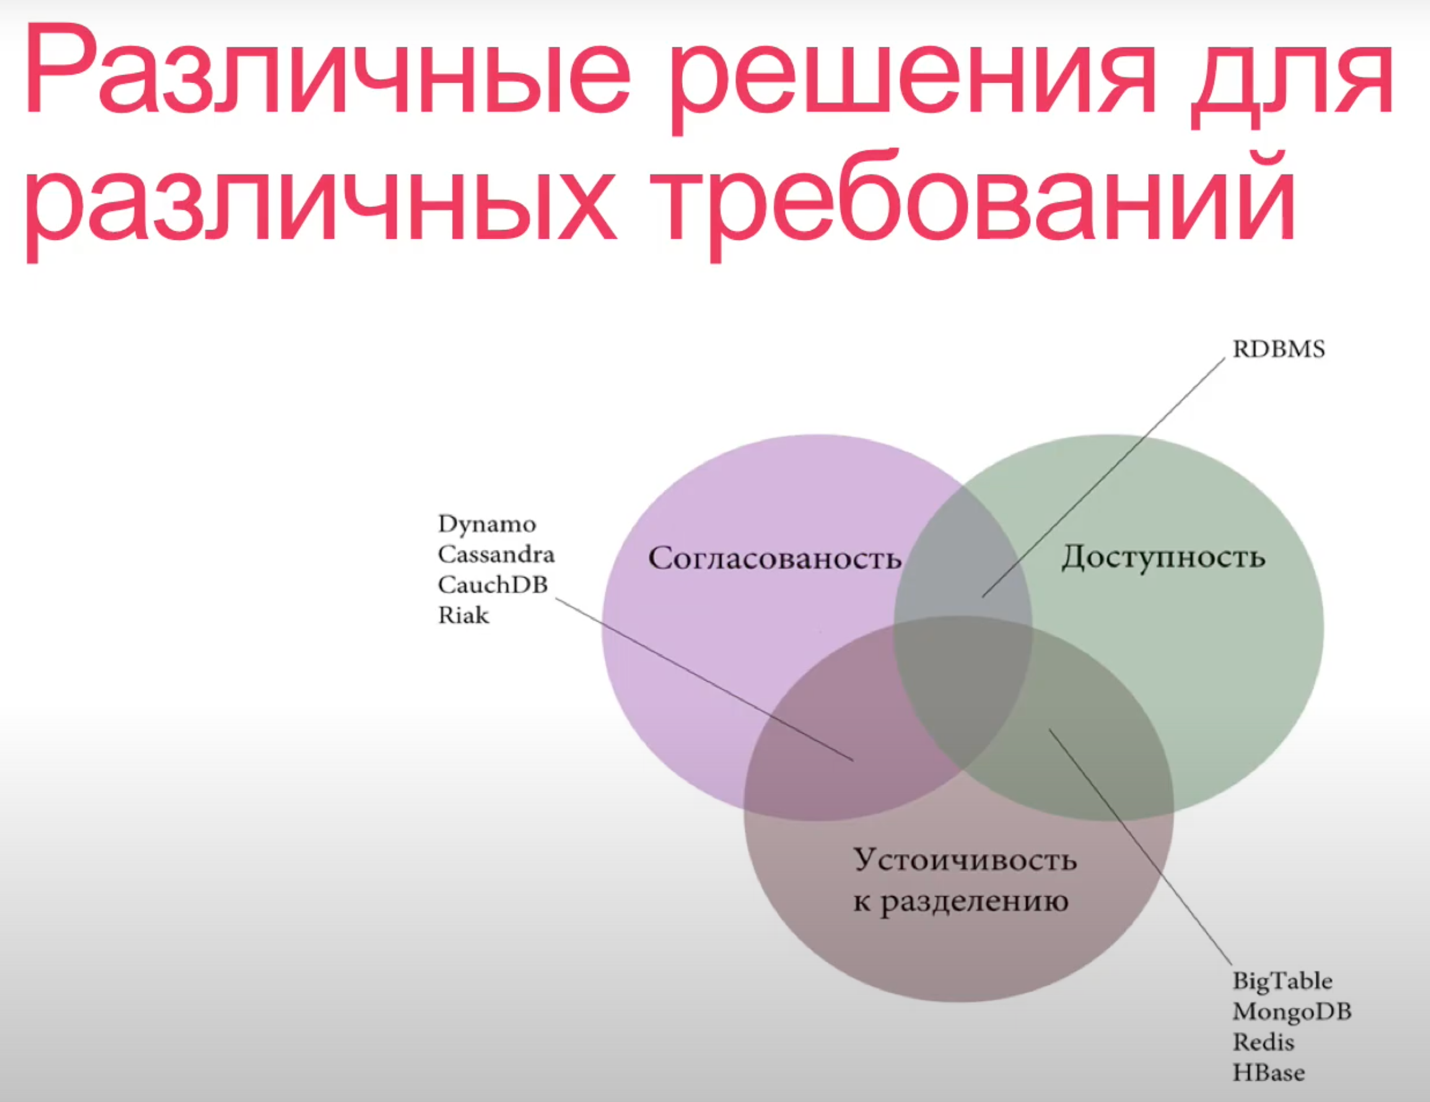 Различные решения для
различных требований
RDBMS
Dynamo
Cassandra
CauchDB
Riak
Согласованость
Доступность
Устоичивость
к разделению
BigTable
MongoDB
Redis
HBase